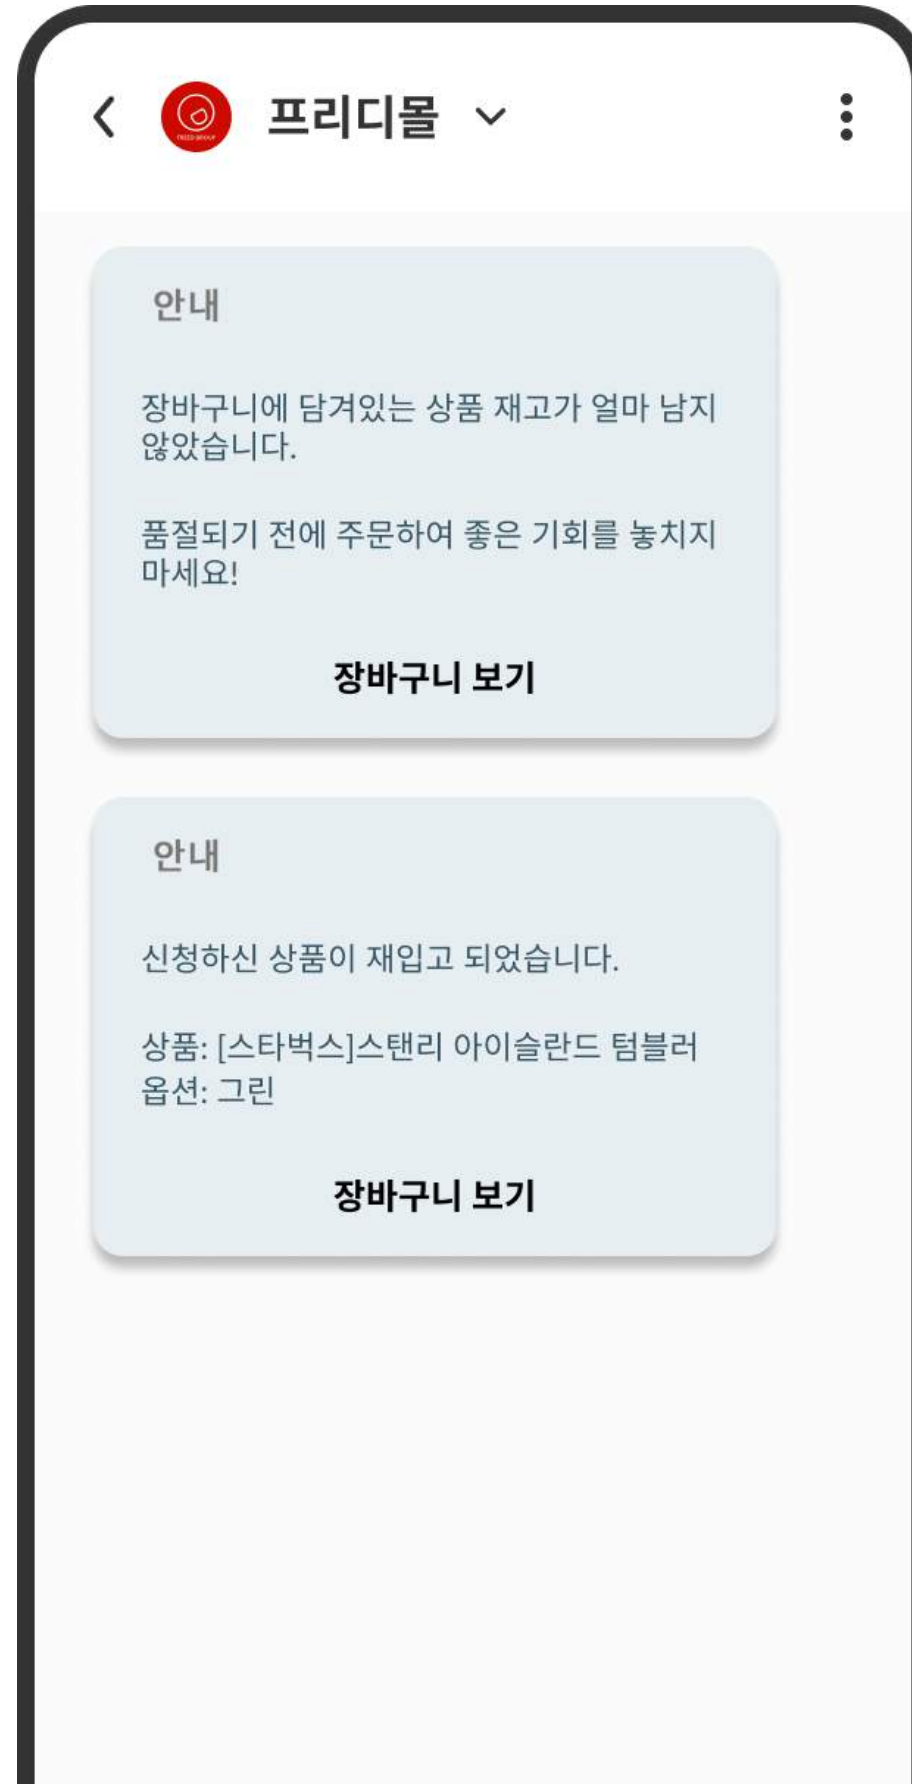 프리디몰
안내
장바구니에 담겨있는 상품 재고가 얼마 남지
않았습니다.
품절되기 전에 주문하여 좋은 기회를 놓치지
마세요!
장바구니 보기
안내
신청하신 상품이 재입고 되었습니다.
상품: [스타벅스]스탠리 아이슬란드 텀블러
옵션: 그린
장바구니 보기